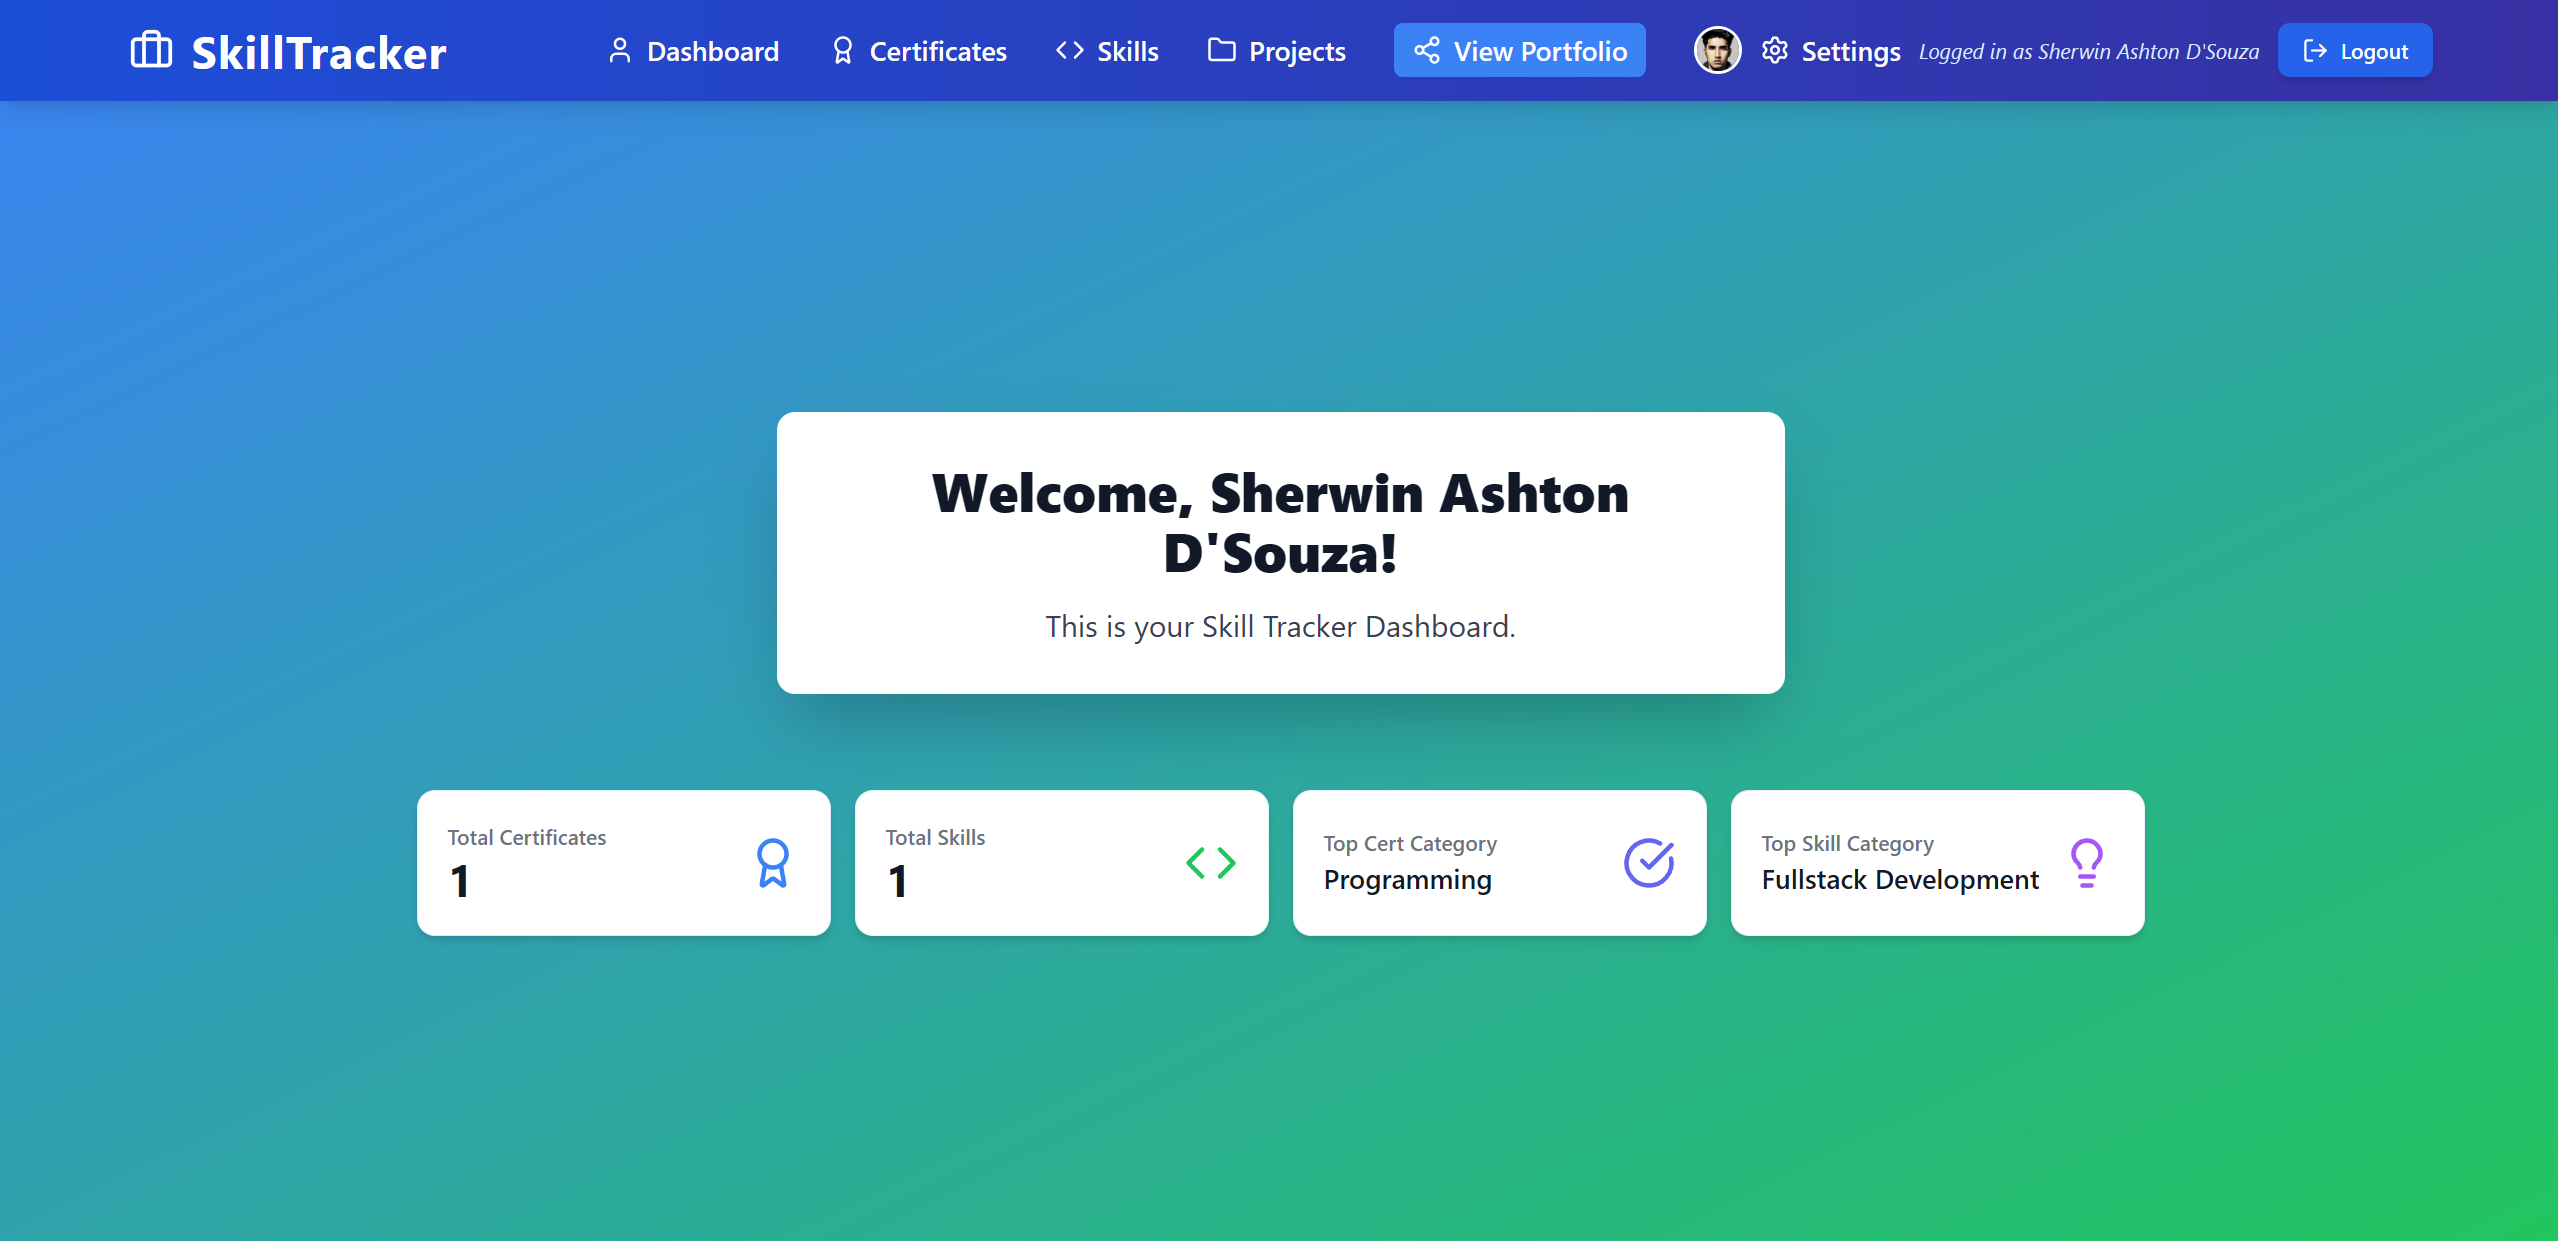 SkillTracker
Dashboard
Certificates
Skills
Projects
View Portfolio
Settings
Logged in as Sherwin Ashton D'Souza
Logout
Welcome, Sherwin Ashton
D'Souza!
This is your Skill Tracker Dashboard.
Total Certificates
1
Total Skills
1
Top Cert Category
Programming
Top Skill Category
Fullstack Development